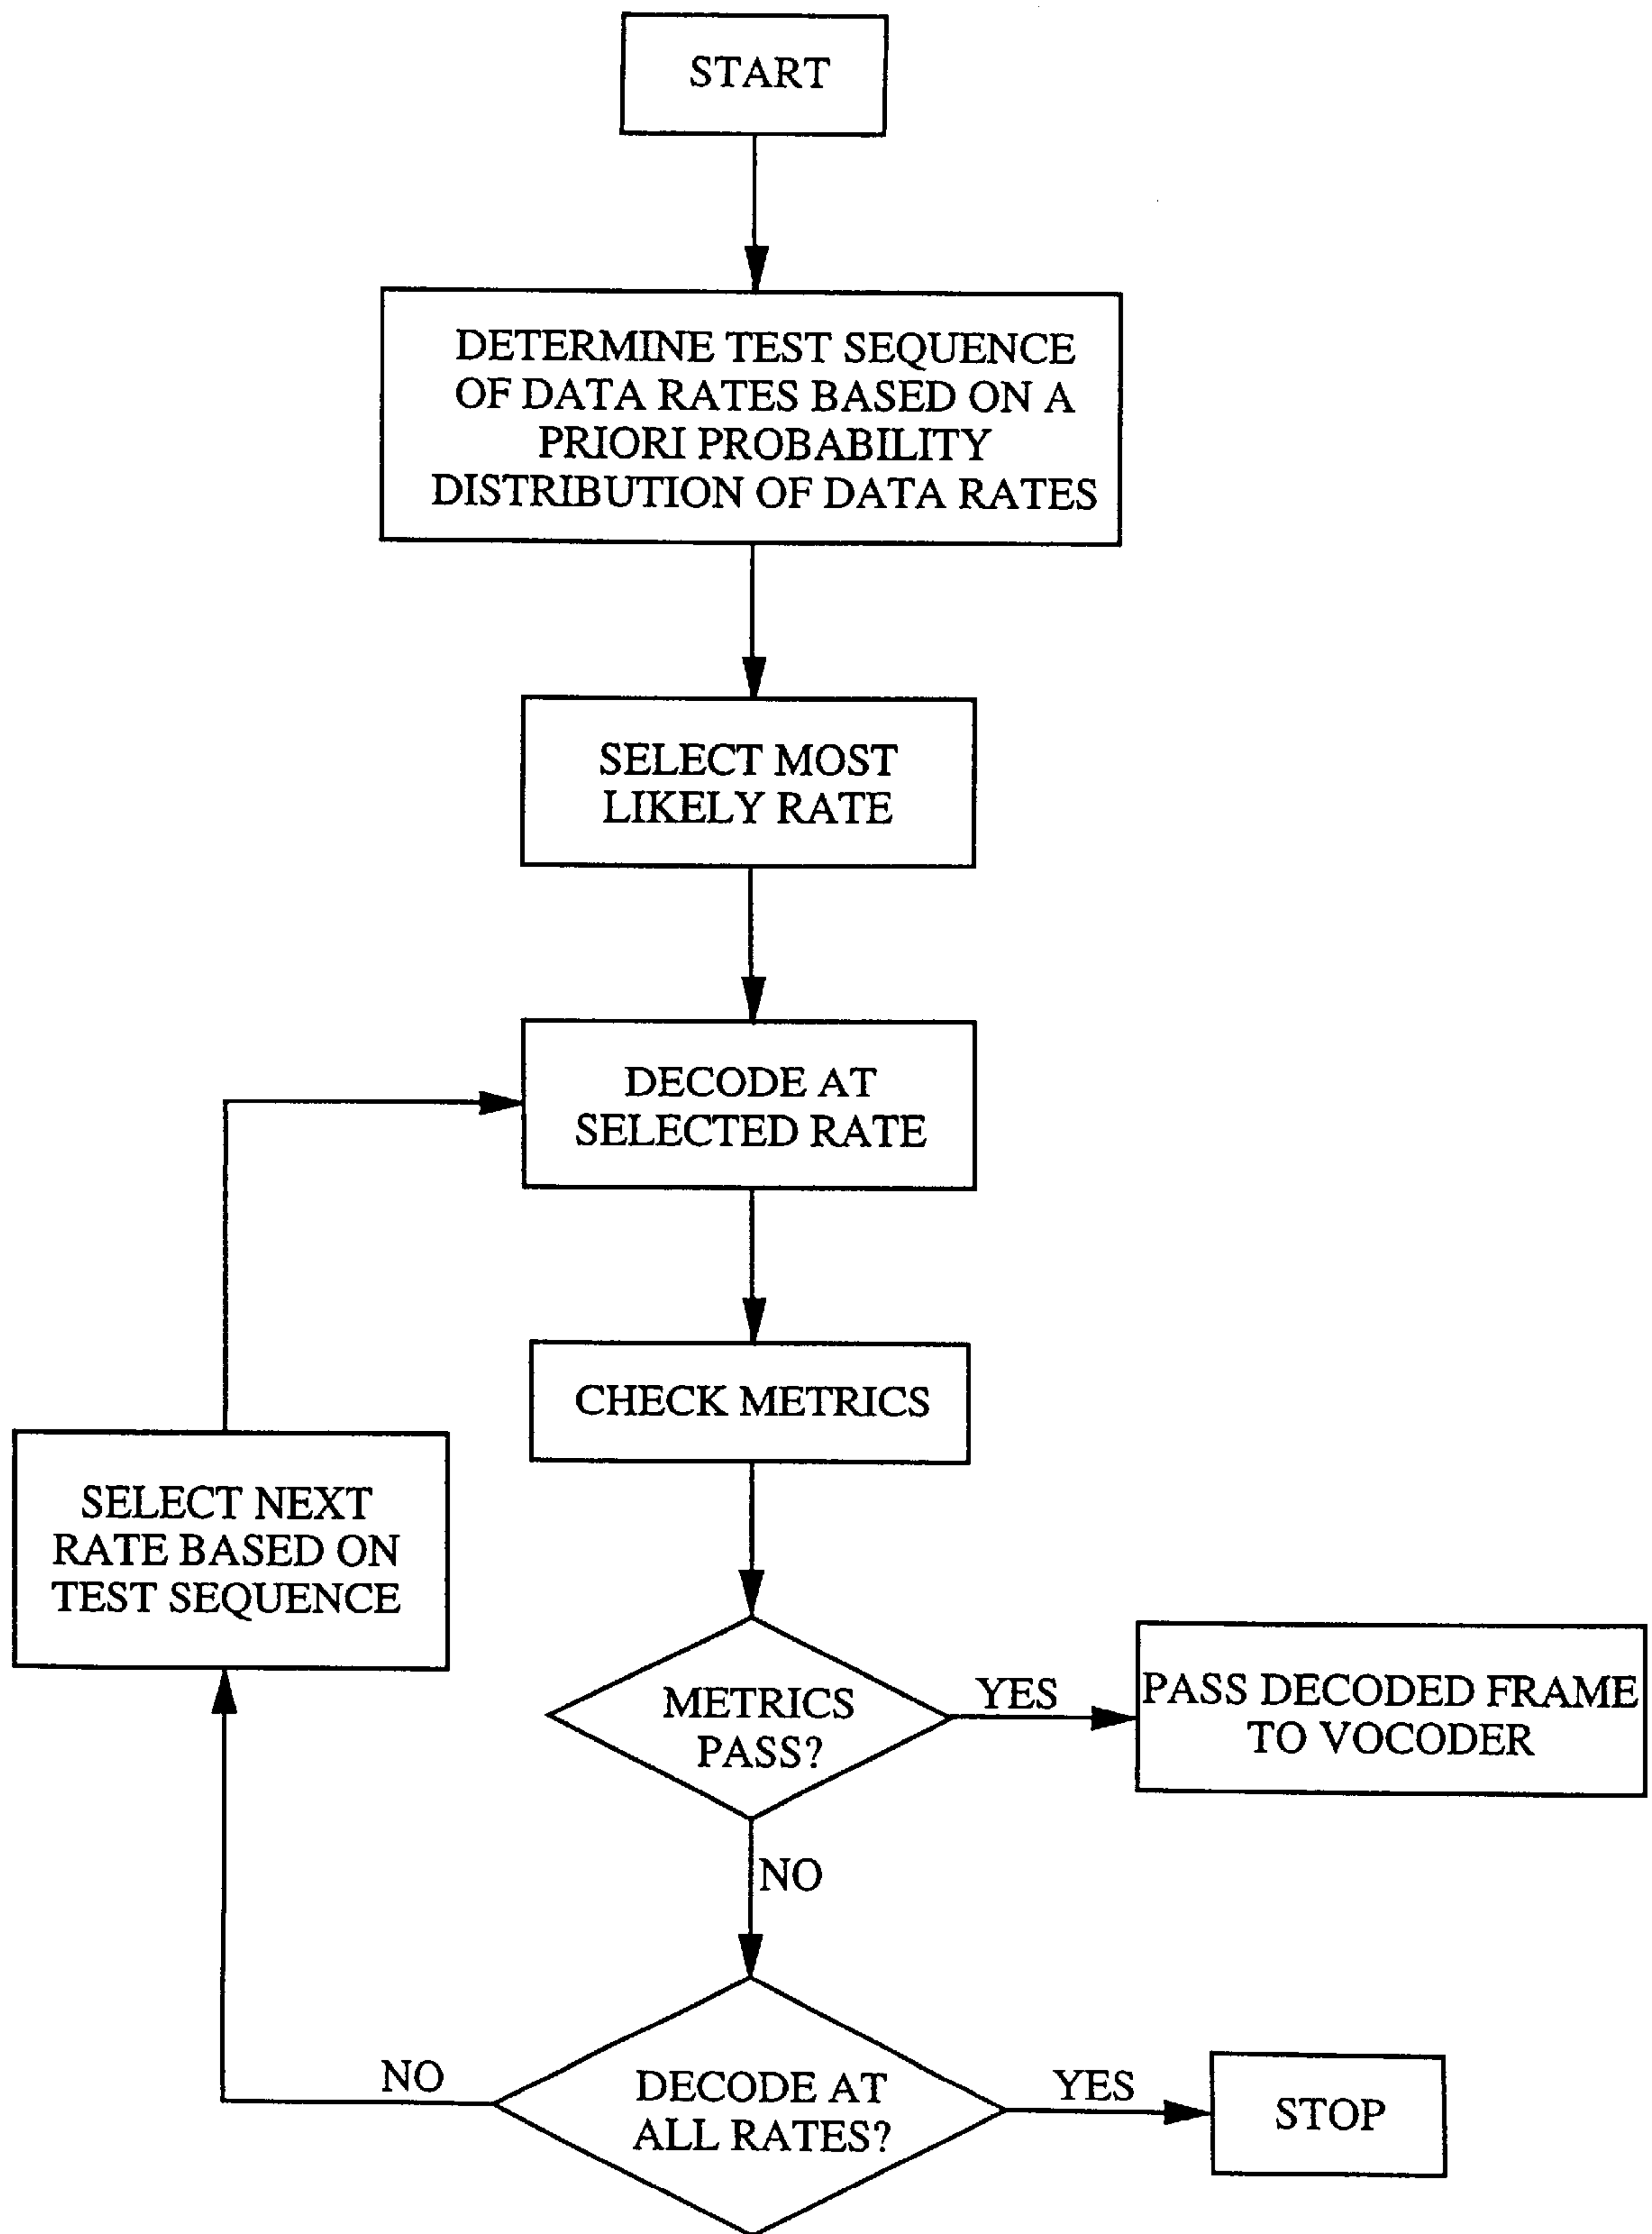 START
DETERMINE TEST SEQUENCE
OF DATA RATES BASED ON A
PRIORI PROBABILITY
DISTRIBUTION OF DATA RATES
SELECT MOST
LIKELY RATE
DECODE AT
SELECTED RATE
CHECK METRICS
SELECT NEXT
RATE BASED ON
TEST SEQUENCE
METRICS
PASS?
YES
PASS DECODED FRAME
TO VOCODER
NO
DECODE AT
ALL RATES?
NO
YES
STOP